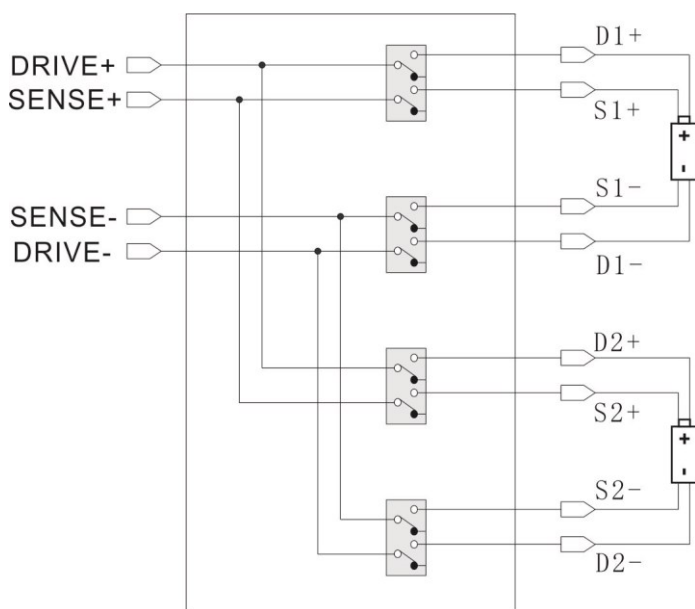 DRIVE+
SENSE+
SENSE-
DRIVE-
D1+
S1+
+
-
S1-
D1-
D2+
S2+
+
-
S2-
D2-